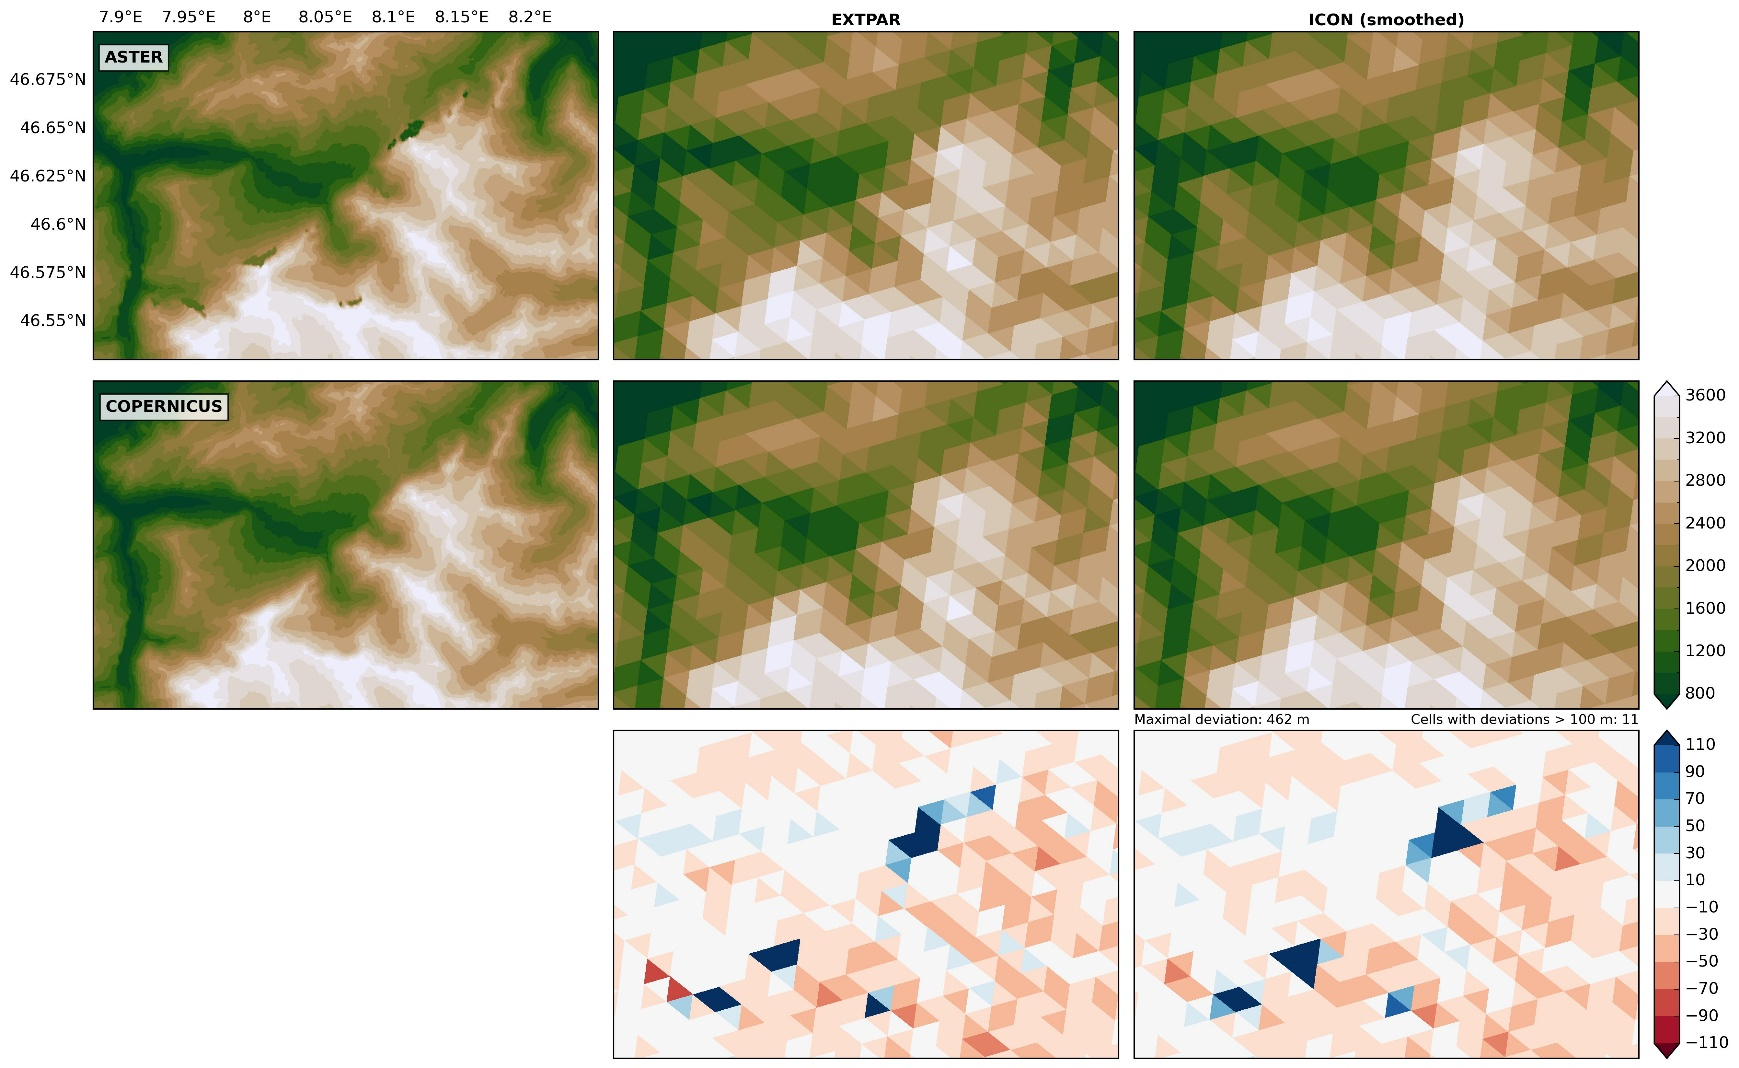 7.9°E 7.95°E 8°E 8.05°E 8.1°E 8.15°E 8.2°E
EXTPAR
ICON (smoothed)
ASTER
46.675°N
46.65°N
46.625°N
46.6°N
46.575°N
46.55°N
COPERNICUS
3600
3200
2800
2400
2000
1600
1200
800
Maximal deviation: 462 m
Cells with deviations > 100 m: 11
110
90
70
50
30
10
−10
−30
−50
−70
−90
−110